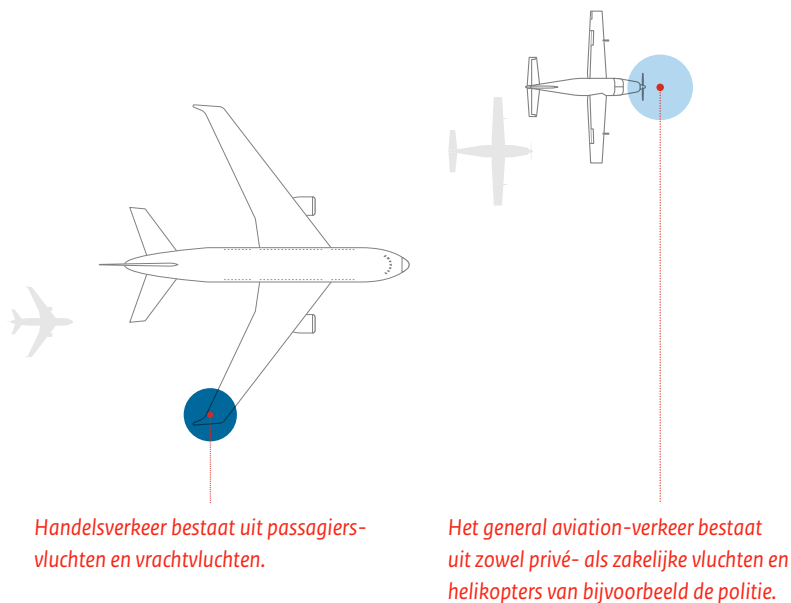 Handelsverkeer bestaat uit passagiers-
vluchten en vrachtvluchten.
Het general aviation-verkeer bestaat
uit zowel privé- als zakelijke vluchten en
helikopters van bijvoorbeeld de politie.